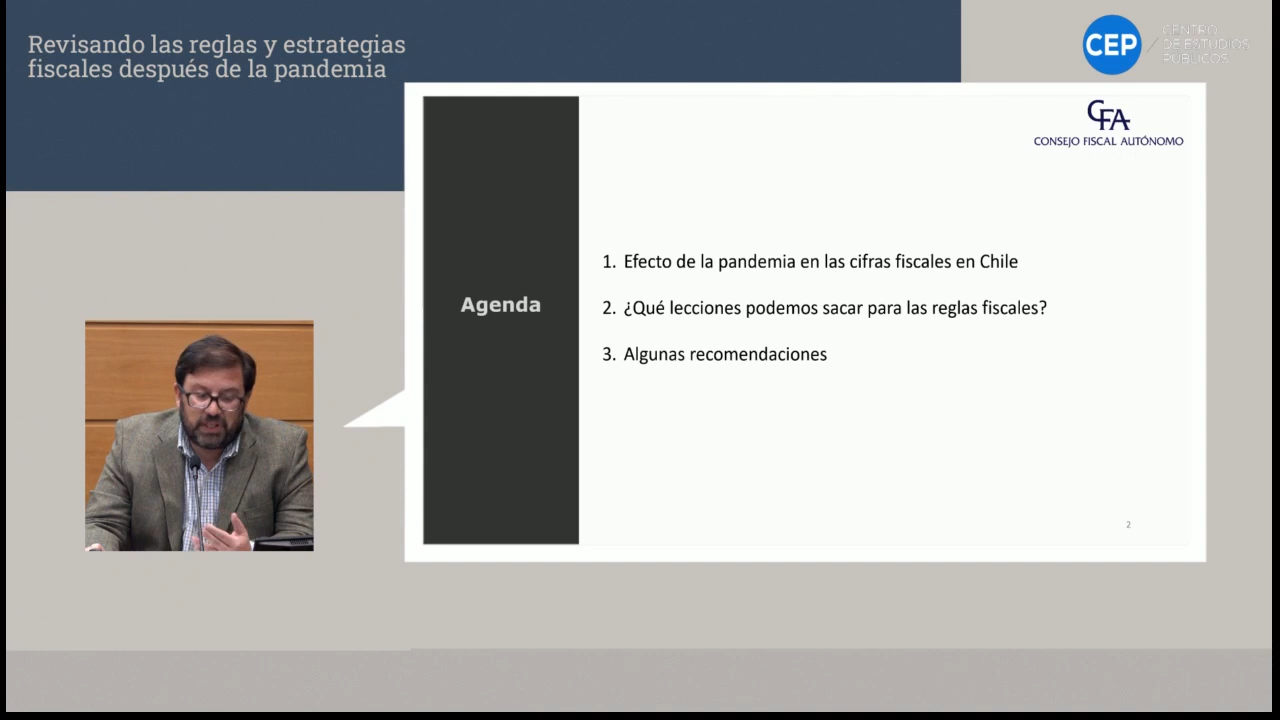 Revisando las reglas y estrategias
fiscales después de la pandemia
CEP
CENTRO
DE ESTUDIOS
PÚBLICOS
CFA
CONSEJO FISCAL AUTÓNOMO
Agenda
1. Efecto de la pandemia en las cifras fiscales en Chile
2. ¿Qué lecciones podemos sacar para las reglas fiscales?
3. Algunas recomendaciones
2